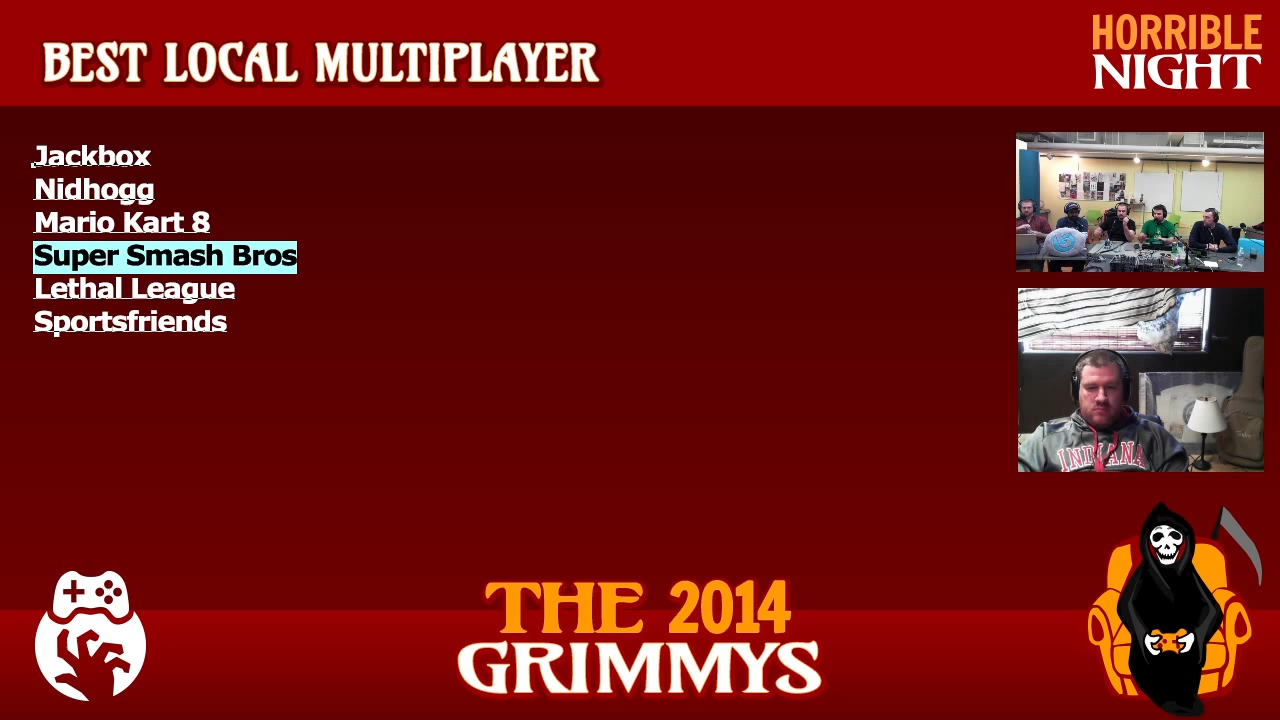 BEST LOCAL MULTIPLAYER
HORRIBLE
NIGHT
Jackbox
Nidhogg
Mario Kart 8
Super Smash Bros
Lethal League
Sportsfriends
INDIANA
THE 2014
GRIMMYS